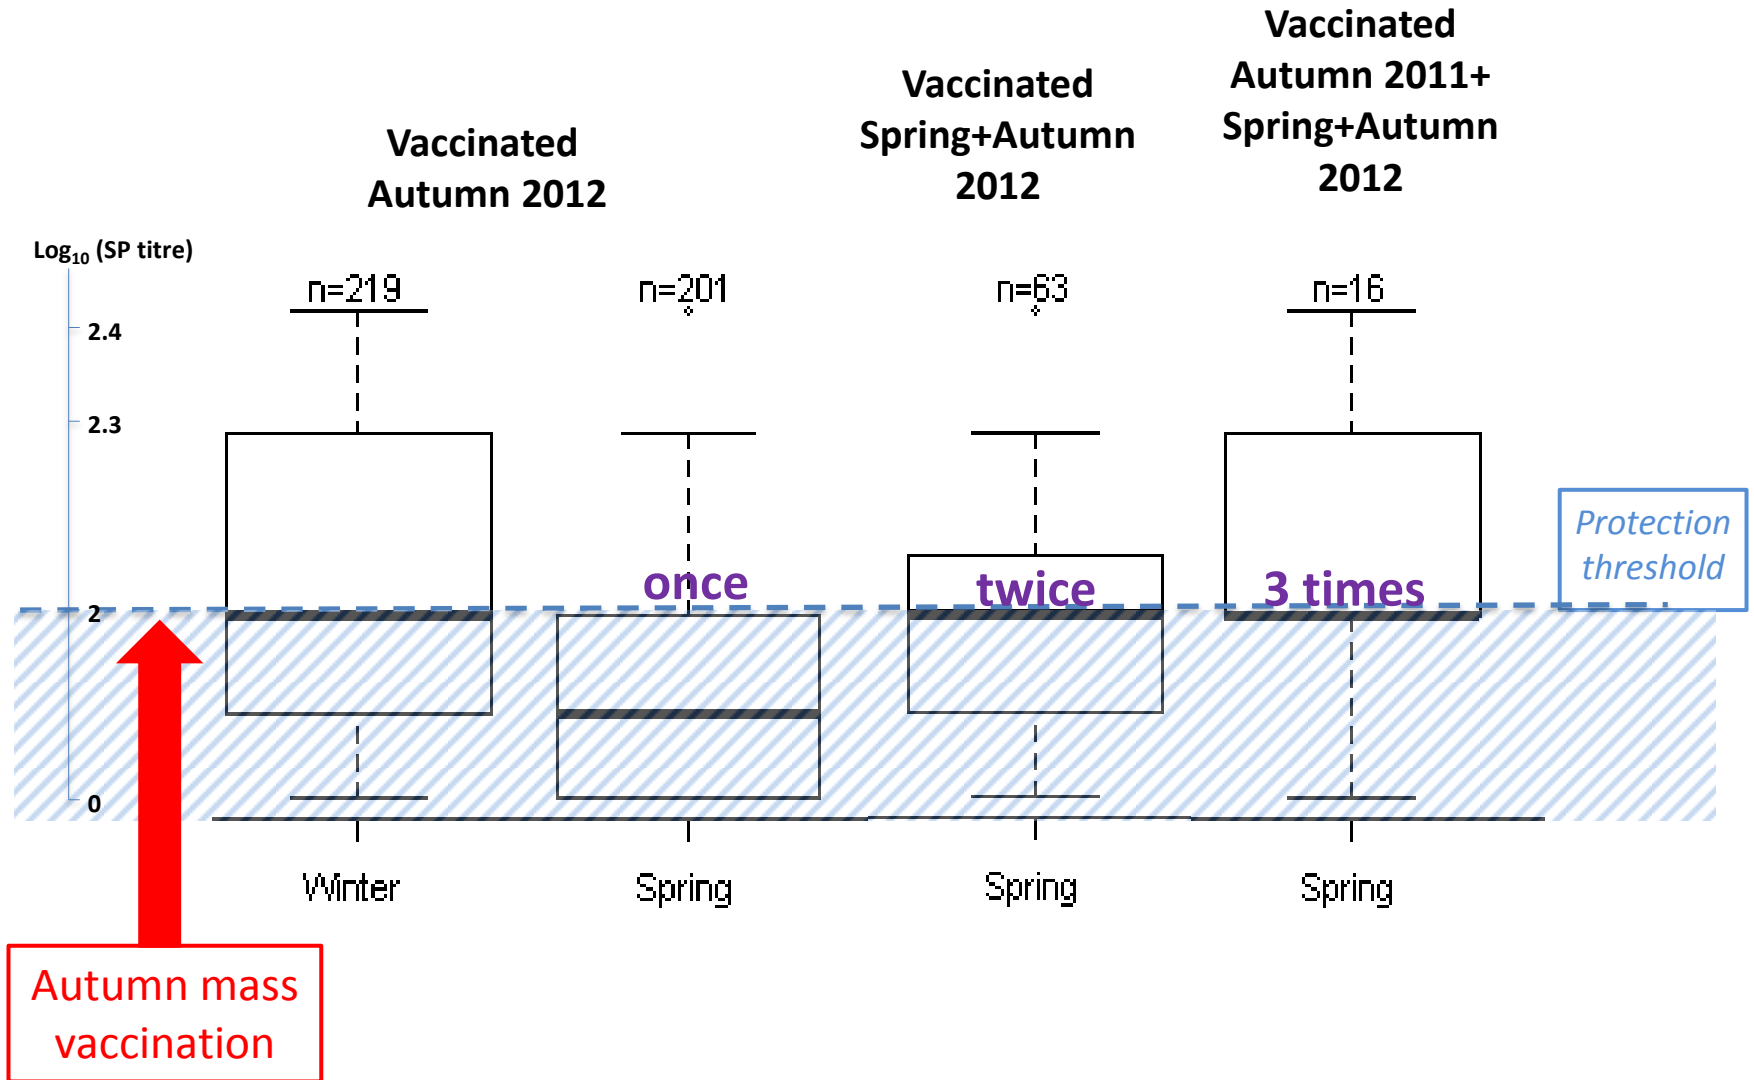 Vaccinated
Autumn 2012
Vaccinated
Spring+Autumn
2012
Vaccinated
Autumn 2011+
Spring+Autumn
2012
Log₁₀ (SP titre)
n=219
n=201
n=63
n=16
2.4
2.3
2
0
once
twice
3 times
Protection
threshold
Winter
Spring
Spring
Spring
Autumn mass
vaccination